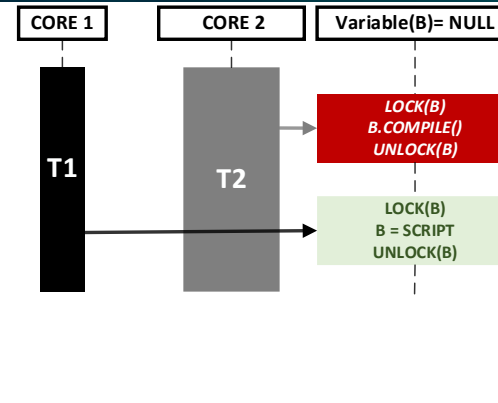 CORE 1
CORE 2
Variable(B)= NULL
LOCK(B)
B.COMPILE()
UNLOCK(B)
T1
T2
LOCK(B)
B = SCRIPT
UNLOCK(B)